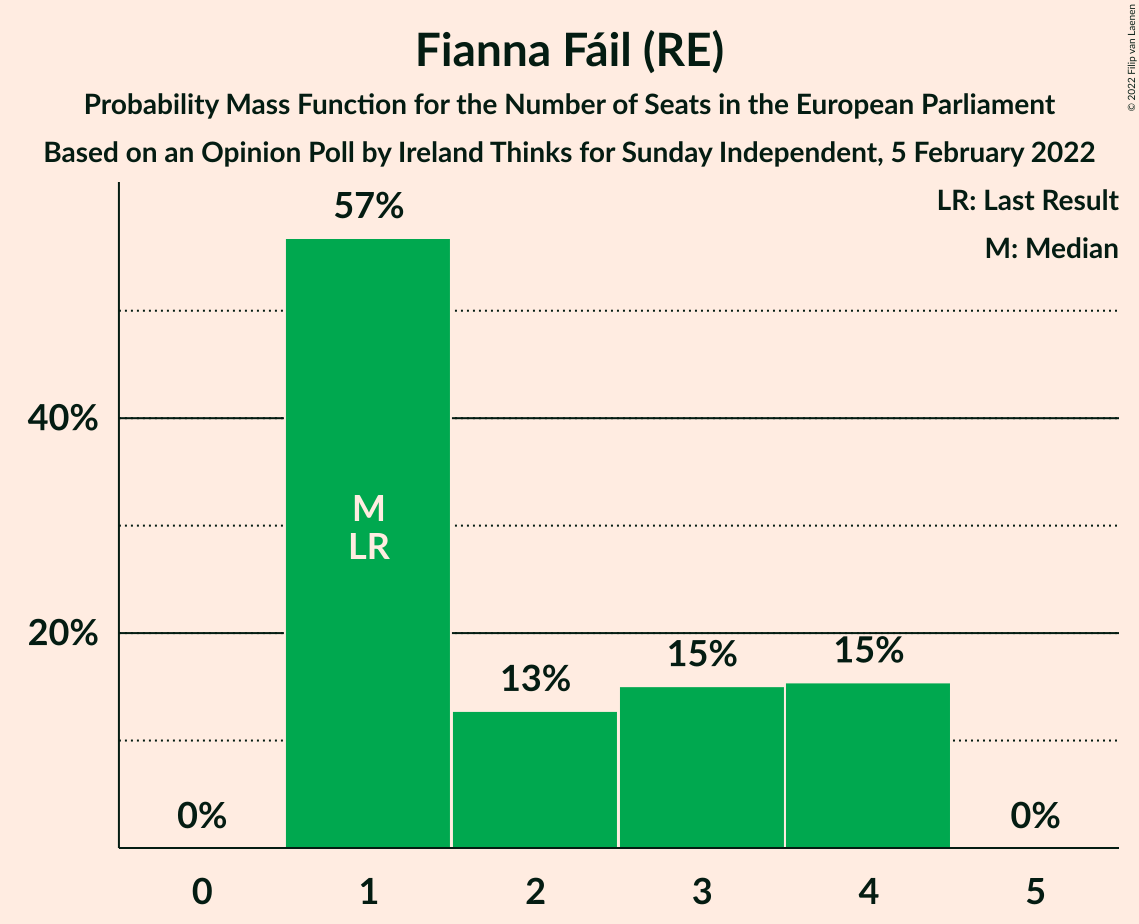 Fianna Fáil (RE)
Probability Mass Function for the Number of Seats in the European Parliament
Based on an Opinion Poll by Ireland Thinks for Sunday Independent, 5 February 2022
© 2022 Filip van Laenen
LR: Last Result
M: Median
57%
40%
M
LR
20%
13%
15%
15%
0%
0%
0 1 2 3 4 5